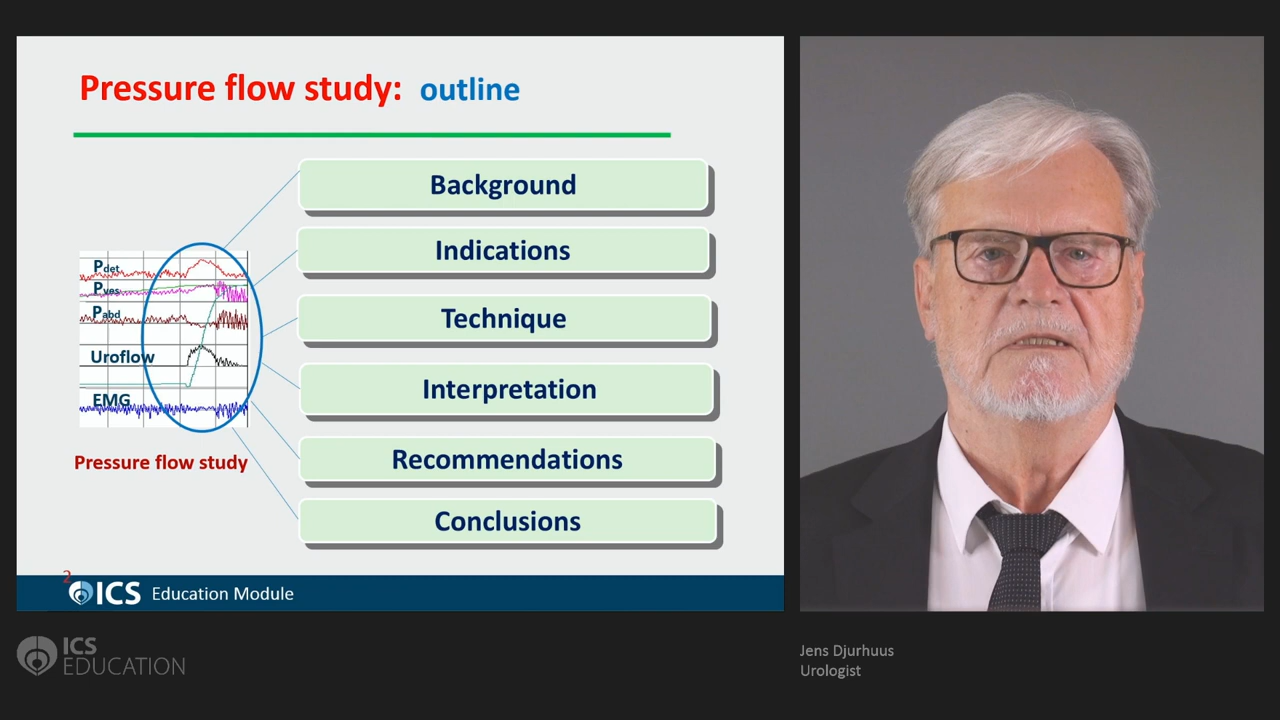 Pressure flow study: outline
Background
Indications
Technique
Interpretation
Recommendations
Conclusions
Pdet
Pves
Pabd
Uroflow
EMG
Pressure flow study
2
ICS Education Module
ICS
EDUCATION
Jens Djurhuus
Urologist